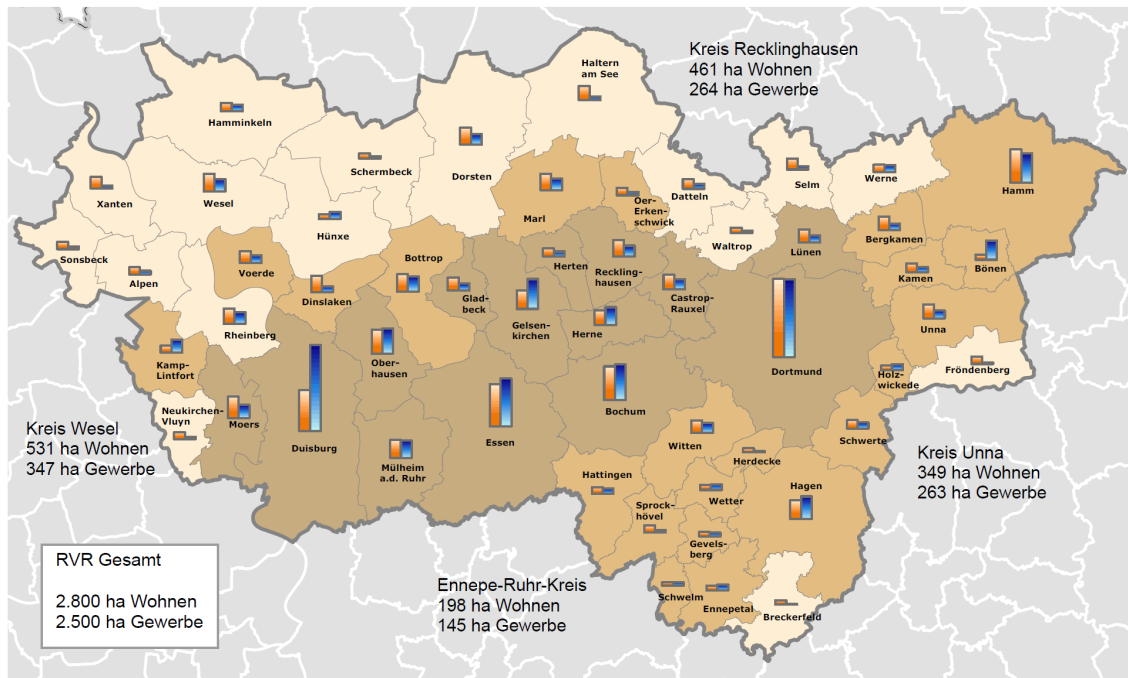 Kreis Recklinghausen
461 ha Wohnen
264 ha Gewerbe
Haltern
am See
Hamminkeln
Schermbeck
Dorsten
Selm
Werne
Hamm
Xanten
Wesel
Hünxe
Marl
Oer-
Erken-
schwick
Datteln
Waltrop
Lünen
Bergkamen
Sonsbeck
Alpen
Voerde
Bottrop
Dinslaken
Glad-
beck
Herten
Reckling-
hausen
Castrop-
Rauxel
Kamen
Bönen
Rheinberg
Gelsen-
kirchen
Herne
Unna
Kamp-
Lintfort
Ober-
hausen
Dortmund
Holz-
wickede
Fröndenberg
Neukirchen-
Vluyn
Moers
Duisburg
Essen
Bochum
Mülheim
a.d. Ruhr
Kreis Wesel
531 ha Wohnen
347 ha Gewerbe
Witten
Schwerte
Herdecke
Hattingen
Wetter
Hagen
Kreis Unna
349 ha Wohnen
263 ha Gewerbe
Sprock-
hövel
Gevels-
berg
Schwelm
Ennepetal
Breckerfeld
RVR Gesamt
2.800 ha Wohnen
2.500 ha Gewerbe
Ennepe-Ruhr-Kreis
198 ha Wohnen
145 ha Gewerbe